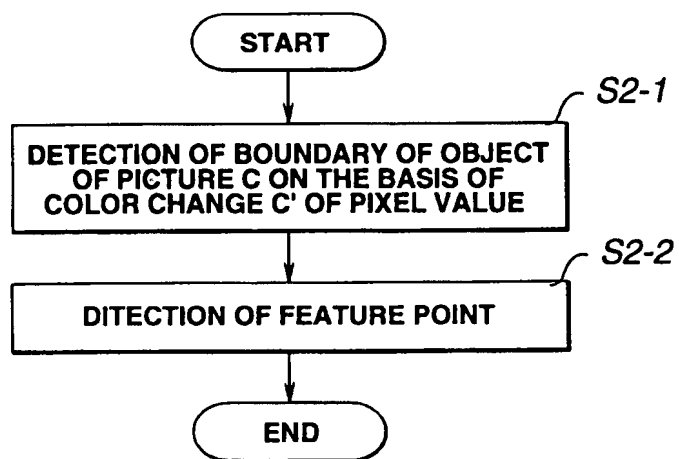 START
S2-1
DETECTION OF BOUNDARY OF OBJECT
OF PICTURE C ON THE BASIS OF
COLOR CHANGE C' OF PIXEL VALUE
S2-2
DITECTION OF FEATURE POINT
END